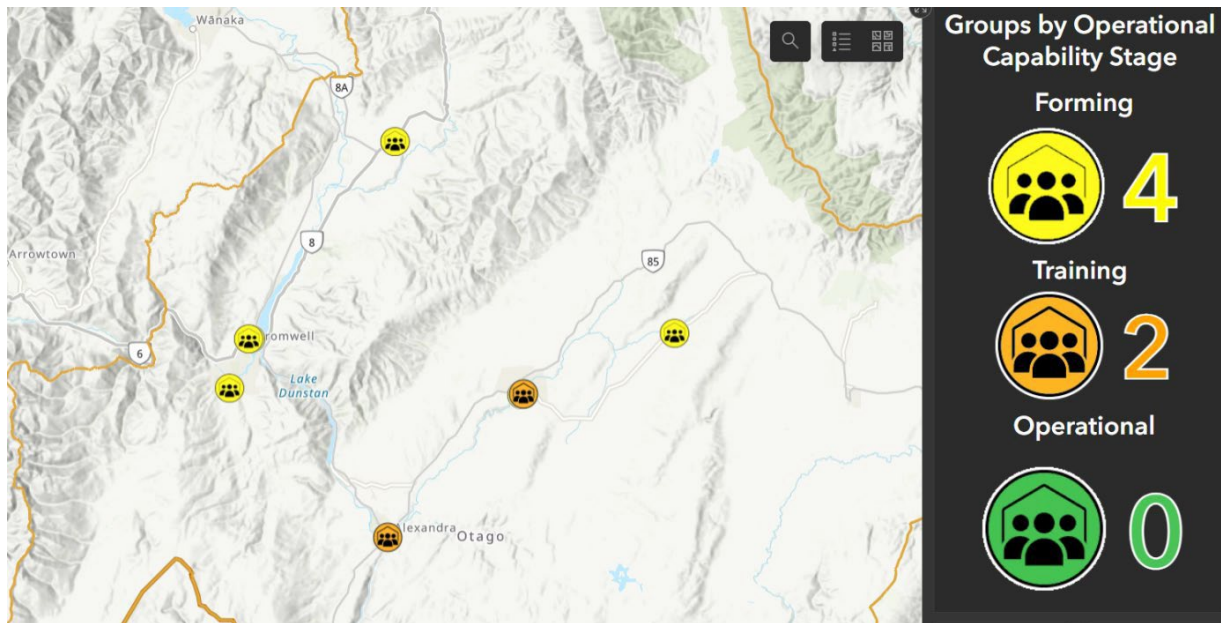 Wānaka
8A
8
Arrowtown
85
6
romwell
Lake
Dunstan
Alexandra
Otago
Groups by Operational
Capability Stage
Forming
4
Training
2
Operational
0